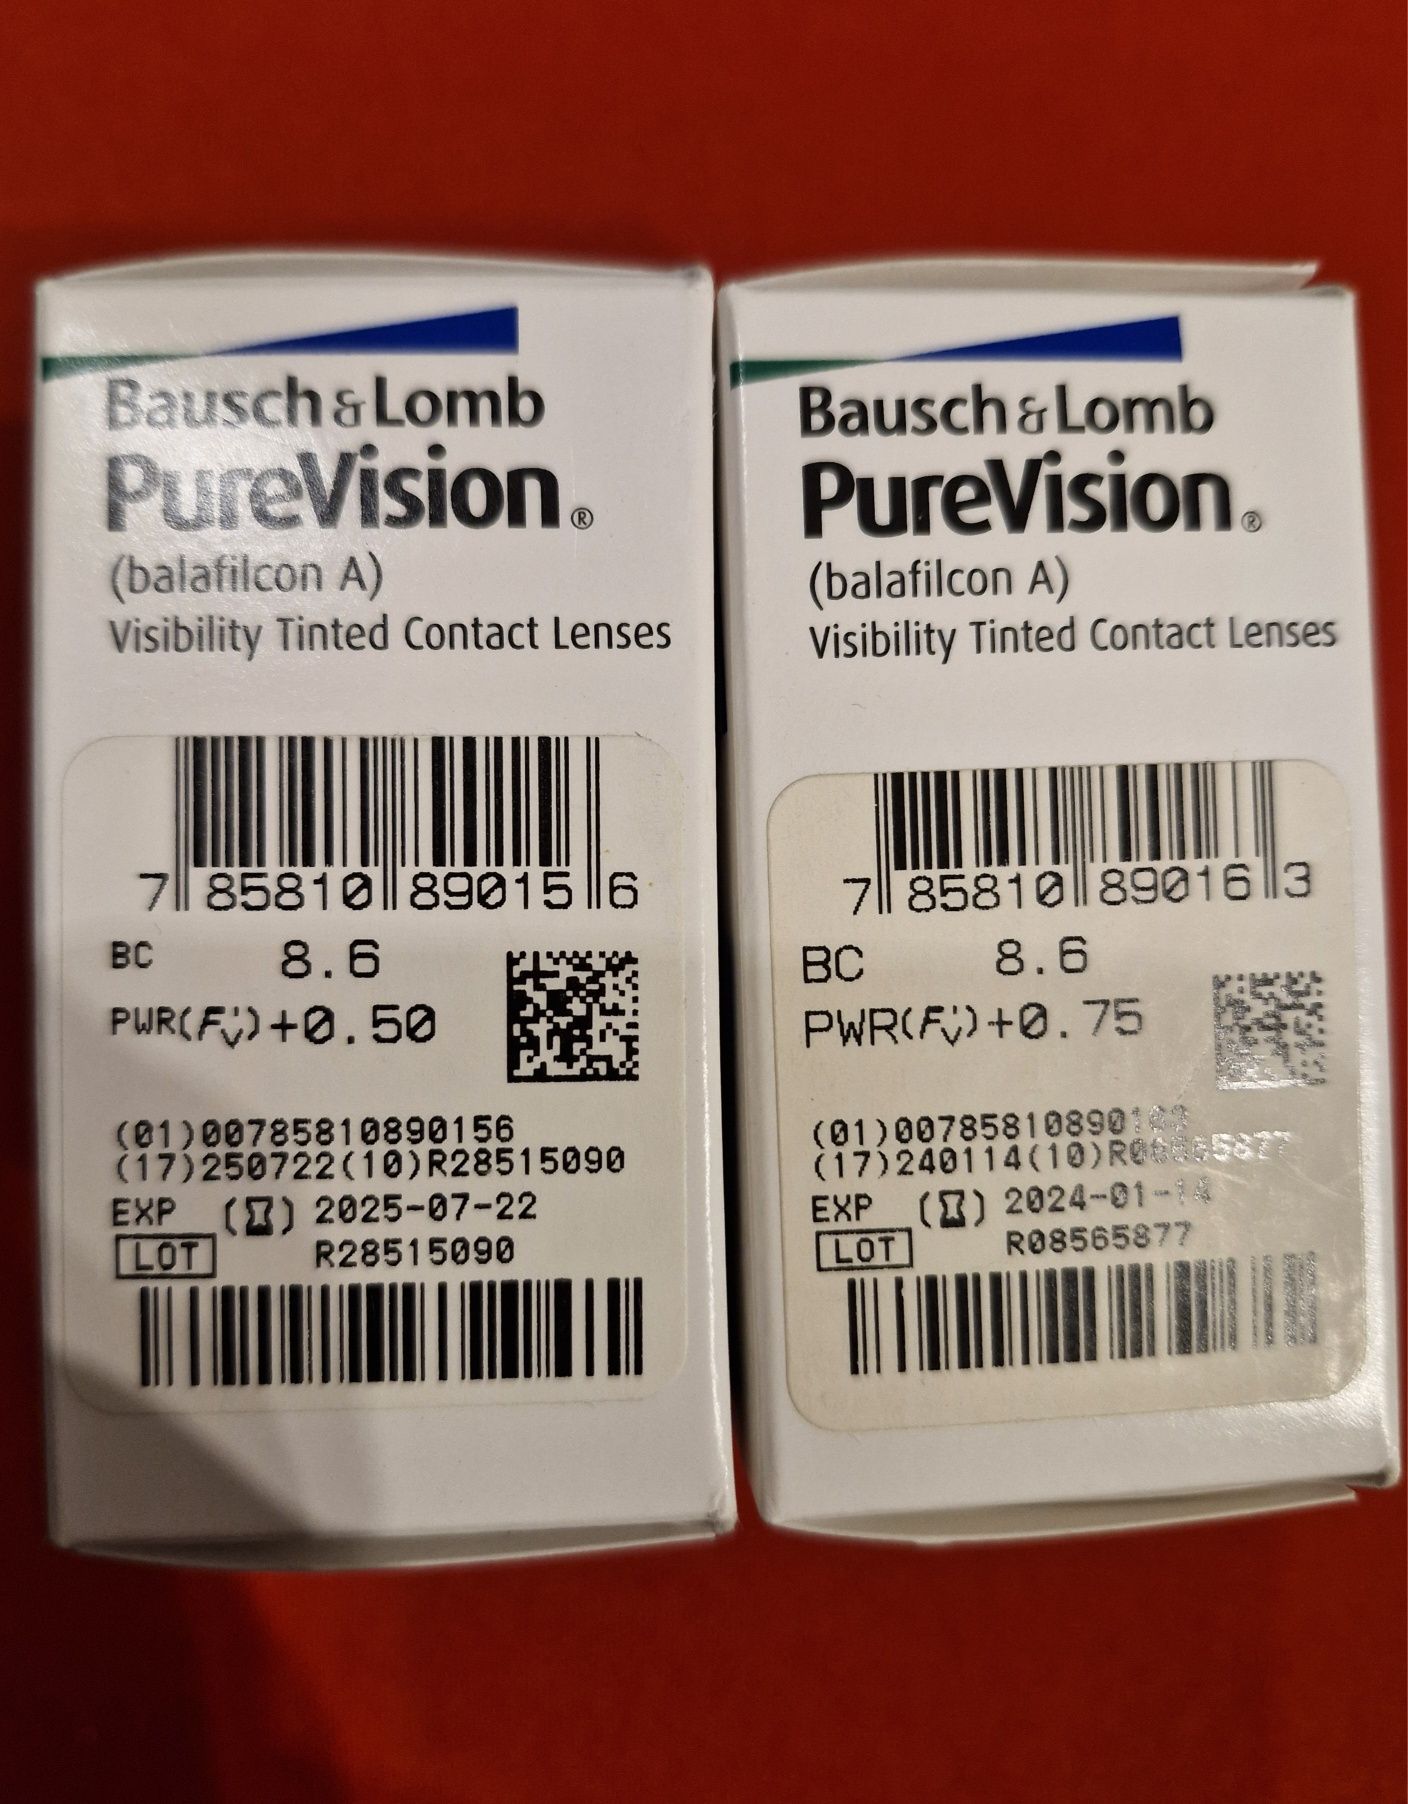 Bausch & Lomb
PureVision®
(balafilcon A)
Visibility Tinted Contact Lenses
7 85810 89015 6
BC 8.6
PWR(F'v)+0.50
(01)00785810890156
(17)250722(10)R28515090
EXP 2025-07-22
LOT R28515090
Bausch & Lomb
PureVision®
(balafilcon A)
Visibility Tinted Contact Lenses
7 85810 89016 3
BC 8.6
PWR(F'v)+0.75
(01)00785810890163
(17)240114(10)R08565877
EXP 2024-01-14
LOT R08565877